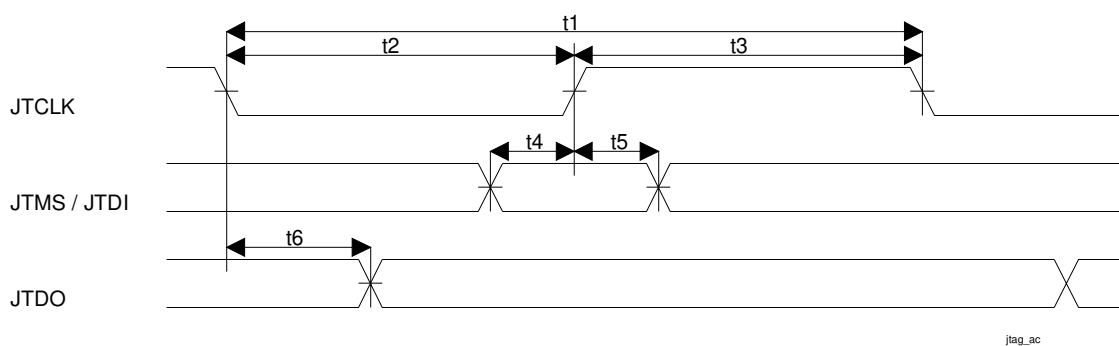 t1
t2
t3
JTCLK
t4
t5
JTMS / JTDI
t6
JTDO
jtag_ac